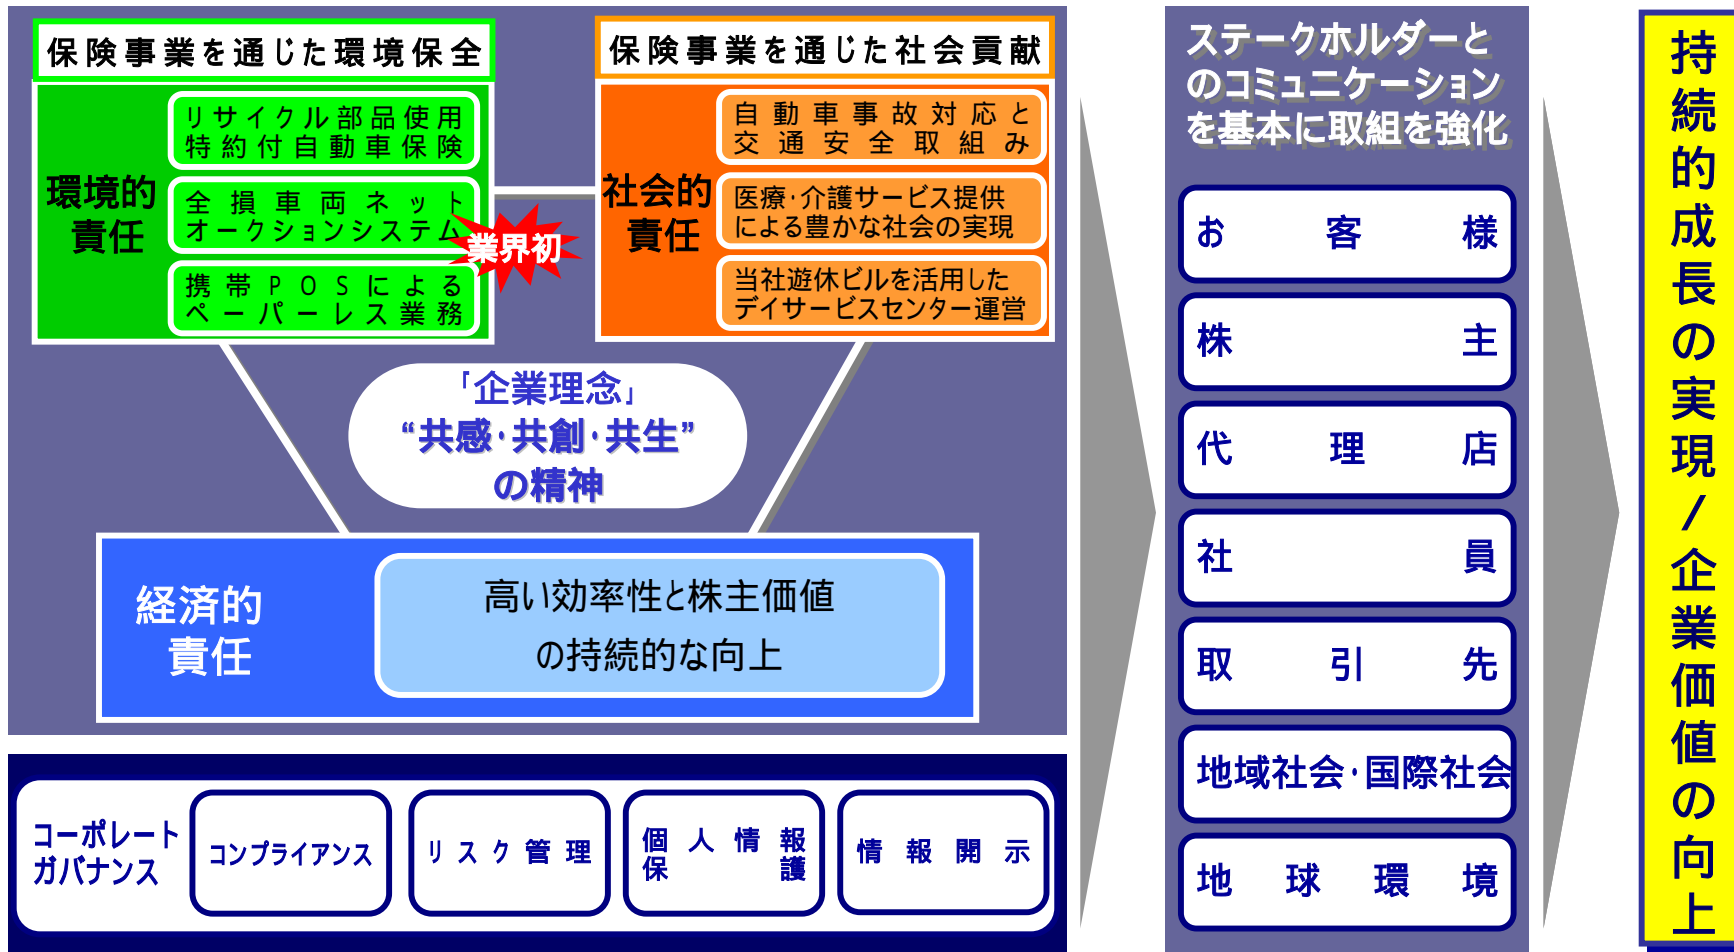 保険事業を通じた環境保全
環境的
責任
リサイクル部品使用
特約付自動車保険
全損車両ネット
オークションシステム
業界初
携帯POSによる
ペーパーレス業務
保険事業を通じた社会貢献
社会的
責任
自動車事故対応と
交通安全取組み
医療・介護サービス提供
による豊かな社会の実現
当社遊休ビルを活用した
デイサービスセンター運営
「企業理念」
“共感・共創・共生”
の精神
経済的
責任
高い効率性と株主価値
の持続的な向上
コーポレート
ガバナンス
コンプライアンス
リスク管理
個人情報
保護
情報開示
ステークホルダーと
のコミュニケーション
を基本に取組を強化
お客様
株主
代理店
社員
取引先
地域社会・国際社会
地球環境
持続的成長の実現/企業価値の向上